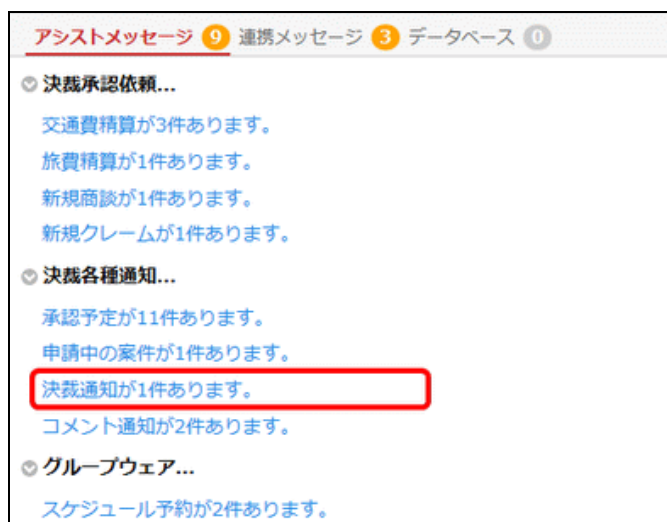 アシストメッセージ 9 連携メッセージ 3 データベース 0
決裁承認依頼...
交通費精算が3件あります。
旅費精算が1件あります。
新規商談が1件あります。
新規クレームが1件あります。
決裁各種通知...
承認予定が11件あります。
申請中の案件が1件あります。
決裁通知が1件あります。
コメント通知が2件あります。
グループウェア...
スケジュール予約が2件あります。